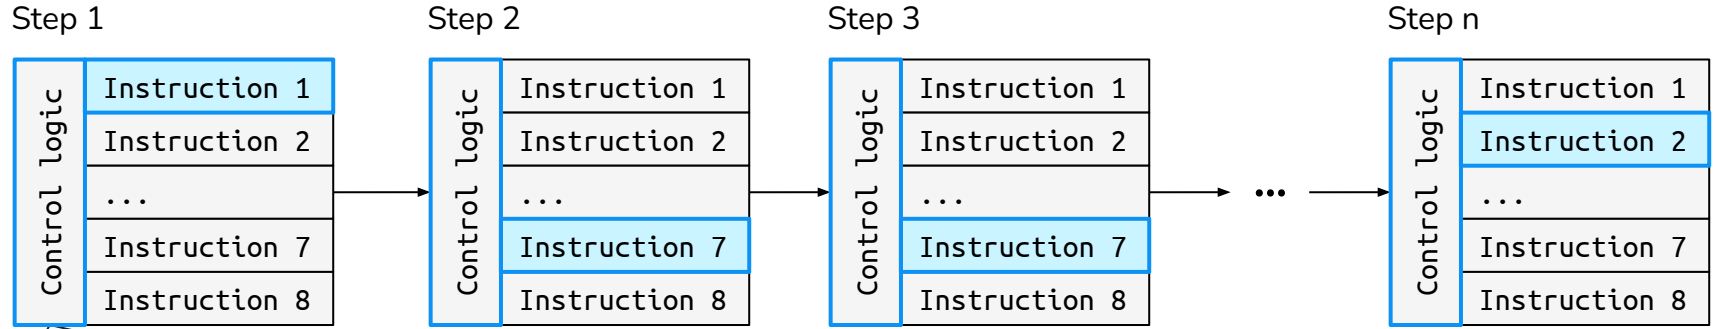 Step 1
Control logic
Instruction 1
Instruction 2
...
Instruction 7
Instruction 8
Step 2
Control logic
Instruction 1
Instruction 2
...
Instruction 7
Instruction 8
Step 3
Control logic
Instruction 1
Instruction 2
...
Instruction 7
Instruction 8
...
Step n
Control logic
Instruction 1
Instruction 2
...
Instruction 7
Instruction 8